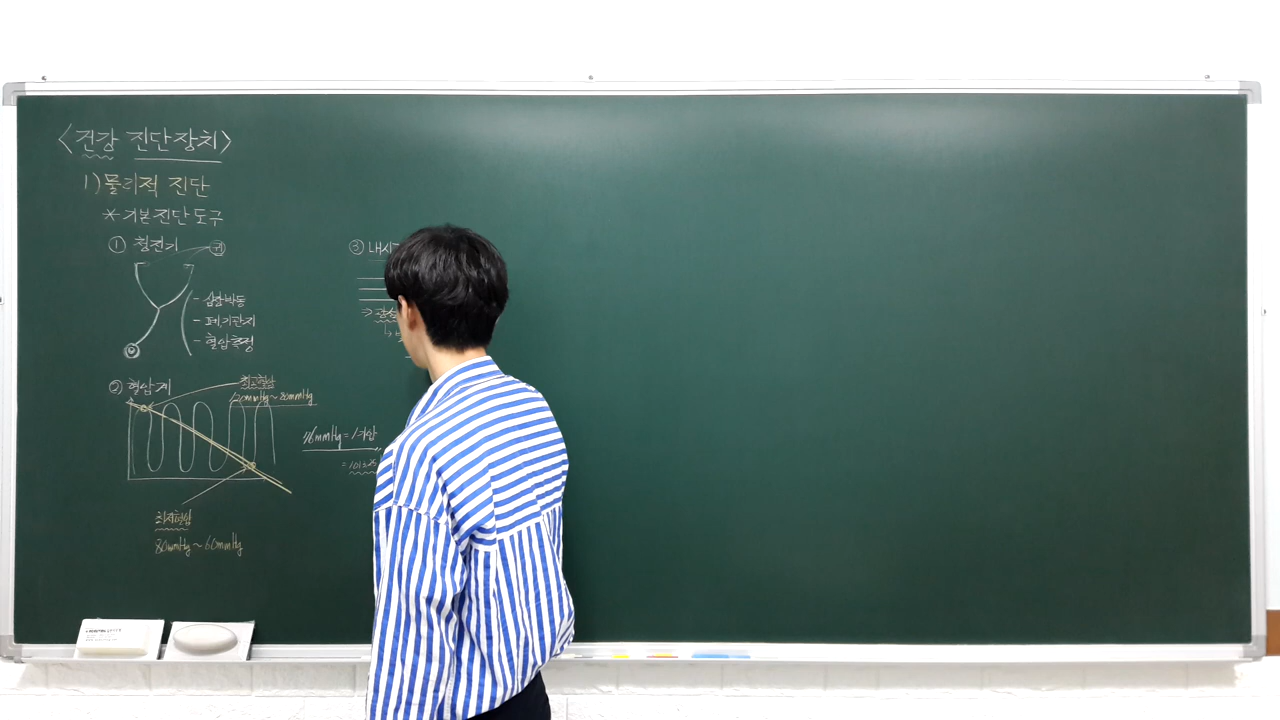 <건강 진단장치>
1) 물리적 진단
* 기본진단도구
① 청진기 귀
- 심장박동
- 폐기관지
- 혈압측정
② 혈압계
최고혈압
120mmHg~80mmHg
최저혈압
80mmHg~60mmHg
76mmHg=1기압
③ 내시